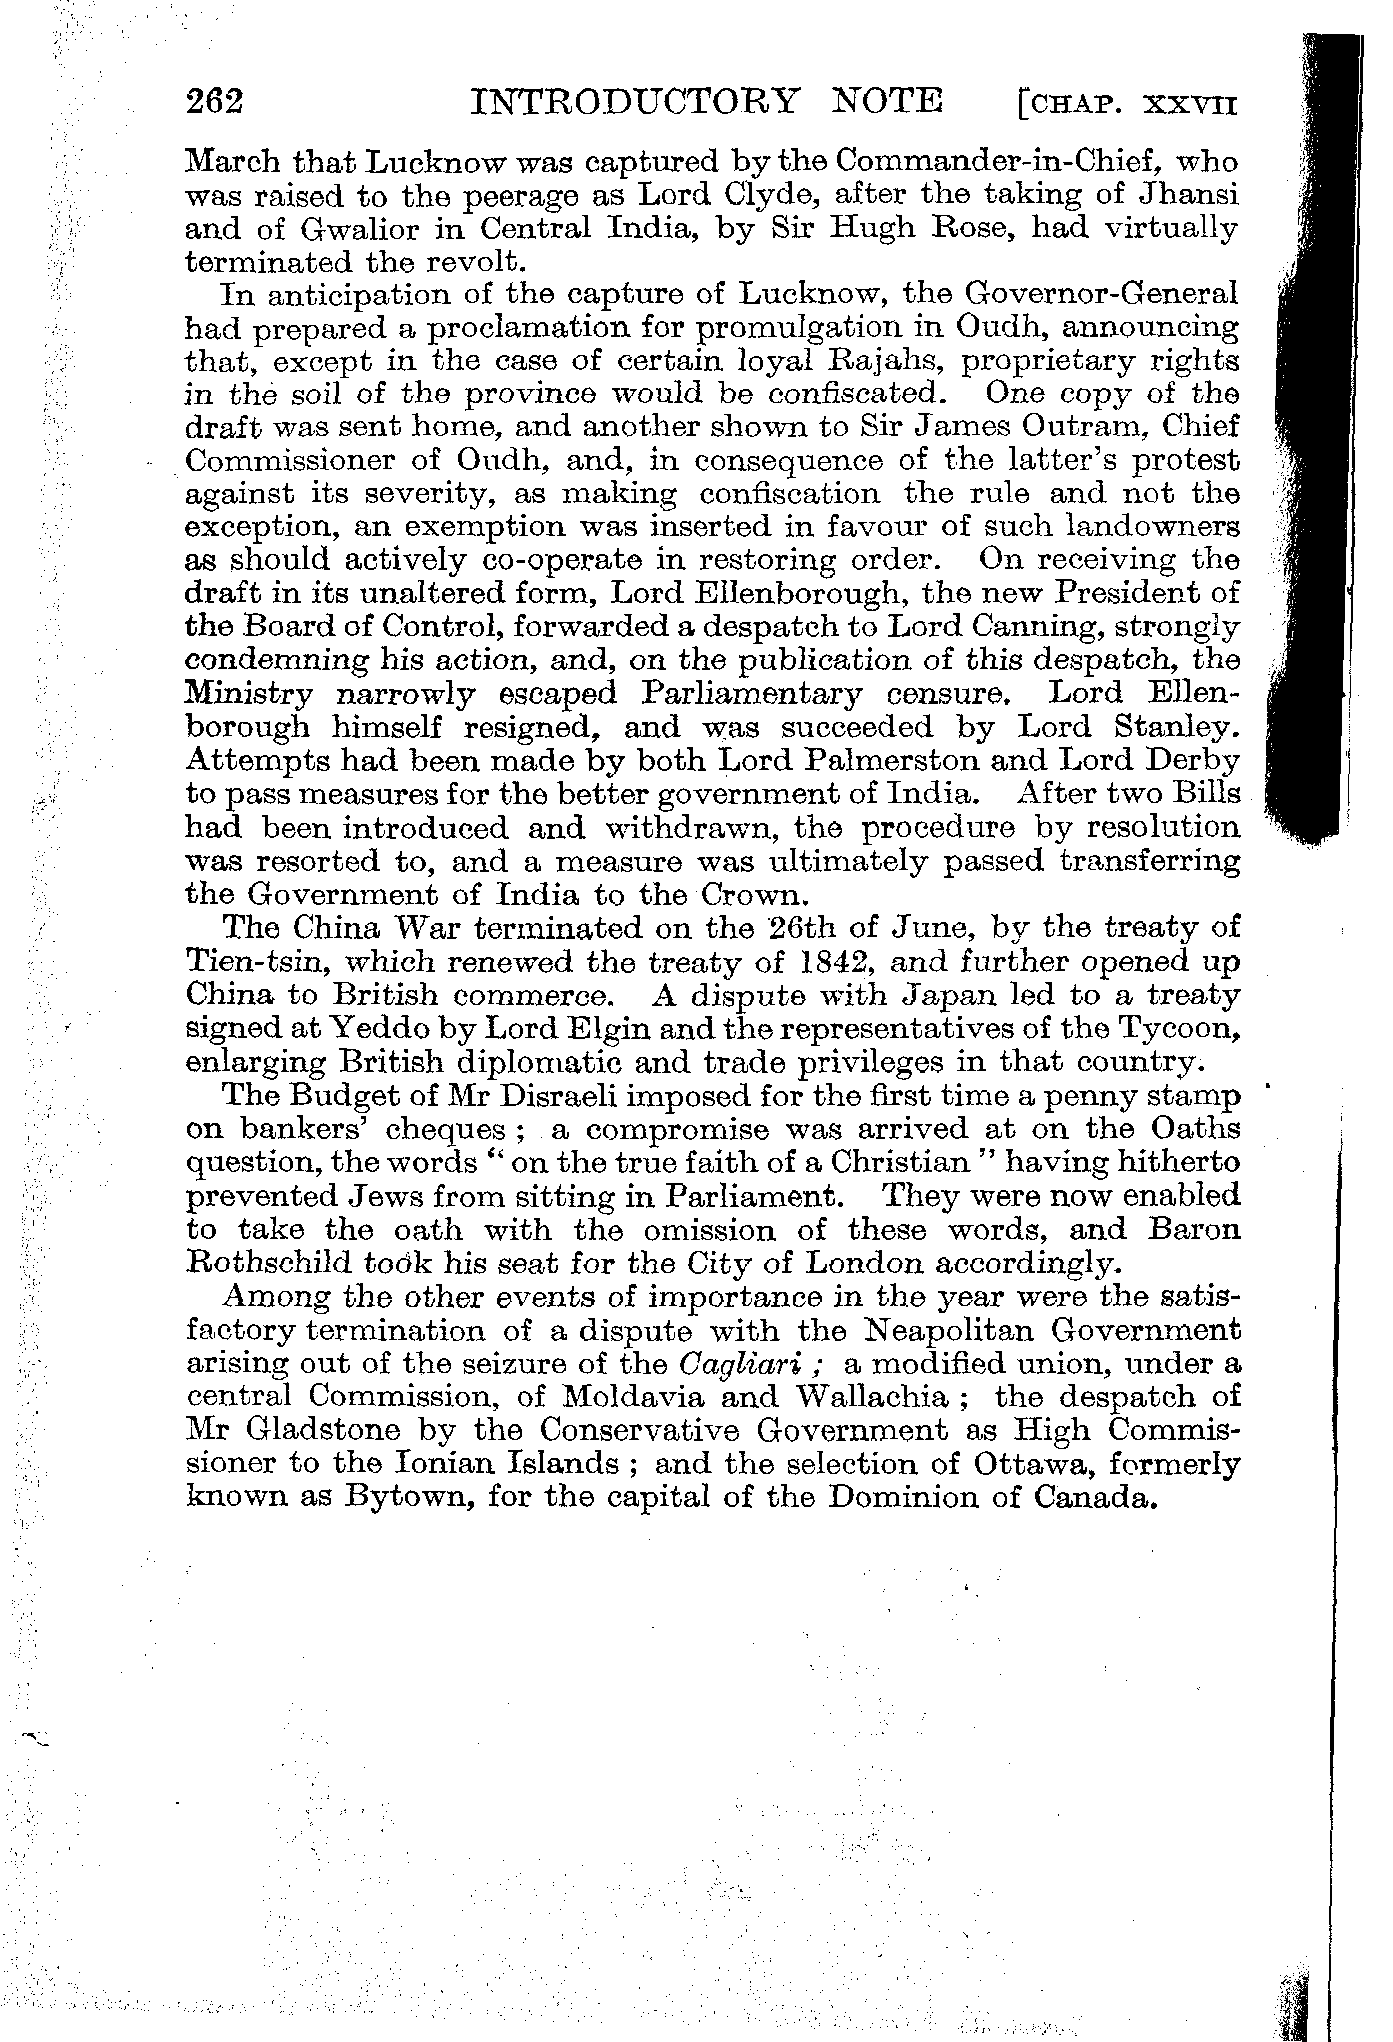 262 INTRODUCTORY NOTE [CHAP. XXVII
March that Lucknow was captured by the Commander-in-Chief, who
was raised to the peerage as Lord Clyde, after the taking of Jhansi
and of Gwalior in Central India, by Sir Hugh Rose, had virtually
terminated the revolt.
In anticipation of the capture of Lucknow, the Governor-General
had prepared a proclamation for promulgation in Oudh, announcing
that, except in the case of certain loyal Rajahs, proprietary rights
in the soil of the province would be confiscated. One copy of the
draft was sent home, and another shown to Sir James Outram, Chief
Commissioner of Oudh, and, in consequence of the latter's protest
against its severity, as making confiscation the rule and not the
exception, an exemption was inserted in favour of such landowners
as should actively co-operate in restoring order. On receiving the
draft in its unaltered form, Lord Ellenborough, the new President of
the Board of Control, forwarded a despatch to Lord Canning, strongly
condemning his action, and, on the publication of this despatch, the
Ministry narrowly escaped Parliamentary censure. Lord Ellen-
borough himself resigned, and was succeeded by Lord Stanley.
Attempts had been made by both Lord Palmerston and Lord Derby
to pass measures for the better government of India. After two Bills
had been introduced and withdrawn, the procedure by resolution
was resorted to, and a measure was ultimately passed transferring
the Government of India to the Crown.
The China War terminated on the 26th of June, by the treaty of
Tien-tsin, which renewed the treaty of 1842, and further opened up
China to British commerce. A dispute with Japan led to a treaty
signed at Yeddo by Lord Elgin and the representatives of the Tycoon,
enlarging British diplomatic and trade privileges in that country.
The Budget of Mr Disraeli imposed for the first time a penny stamp
on bankers' cheques ; a compromise was arrived at on the Oaths
question, the words " on the true faith of a Christian " having hitherto
prevented Jews from sitting in Parliament. They were now enabled
to take the oath with the omission of these words, and Baron
Rothschild took his seat for the City of London accordingly.
Among the other events of importance in the year were the satis-
factory termination of a dispute with the Neapolitan Government
arising out of the seizure of the Cagliari ; a modified union, under a
central Commission, of Moldavia and Wallachia ; the despatch of
Mr Gladstone by the Conservative Government as High Commis-
sioner to the Ionian Islands ; and the selection of Ottawa, formerly
known as Bytown, for the capital of the Dominion of Canada.